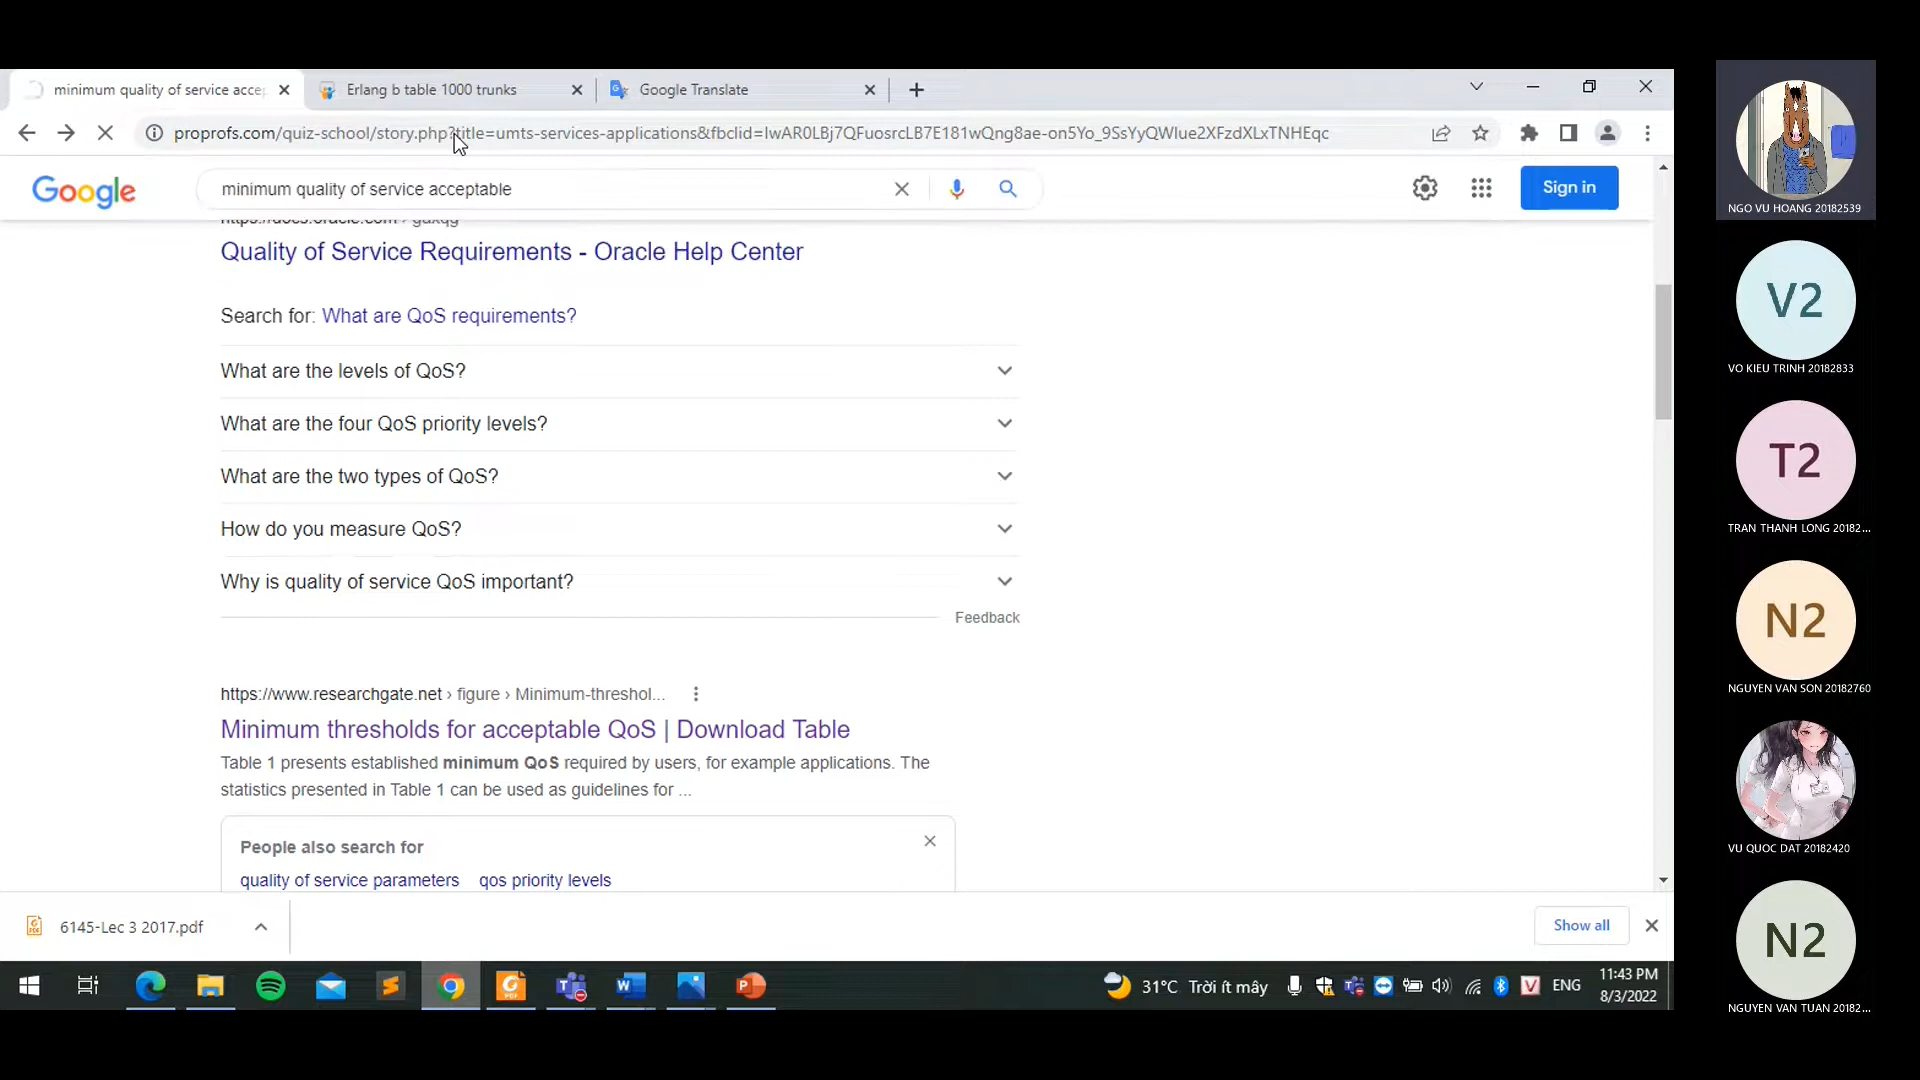 minimum quality of service acce
Erlang b table 1000 trunks
Google Translate
proprofs.com/quiz-school/story.php?title=umts-services-applications&fbclid=IwAR0LBj7QFuosrcLB7E181wQng8ae-on5Yo_9SsYyQWlue2XFzdXLxTNHEqc
Google
minimum quality of service acceptable
Sign in
https://docs.oracle.com › gaxqg
Quality of Service Requirements - Oracle Help Center
Search for: What are QoS requirements?
What are the levels of QoS?
What are the four QoS priority levels?
What are the two types of QoS?
How do you measure QoS?
Why is quality of service QoS important?
Feedback
https://www.researchgate.net › figure › Minimum-threshol...
Minimum thresholds for acceptable QoS | Download Table
Table 1 presents established minimum QoS required by users, for example applications. The
statistics presented in Table 1 can be used as guidelines for ...
People also search for
quality of service parameters qos priority levels
6145-Lec 3 2017.pdf
Show all
31°C Trời ít mây
ENG
11:43 PM
8/3/2022
NGO VU HOANG 20182539
V2
VO KIEU TRINH 20182833
T2
TRAN THANH LONG 20182...
N2
NGUYEN VAN SON 20182760
VU QUOC DAT 20182420
N2
NGUYEN VAN TUAN 20182...